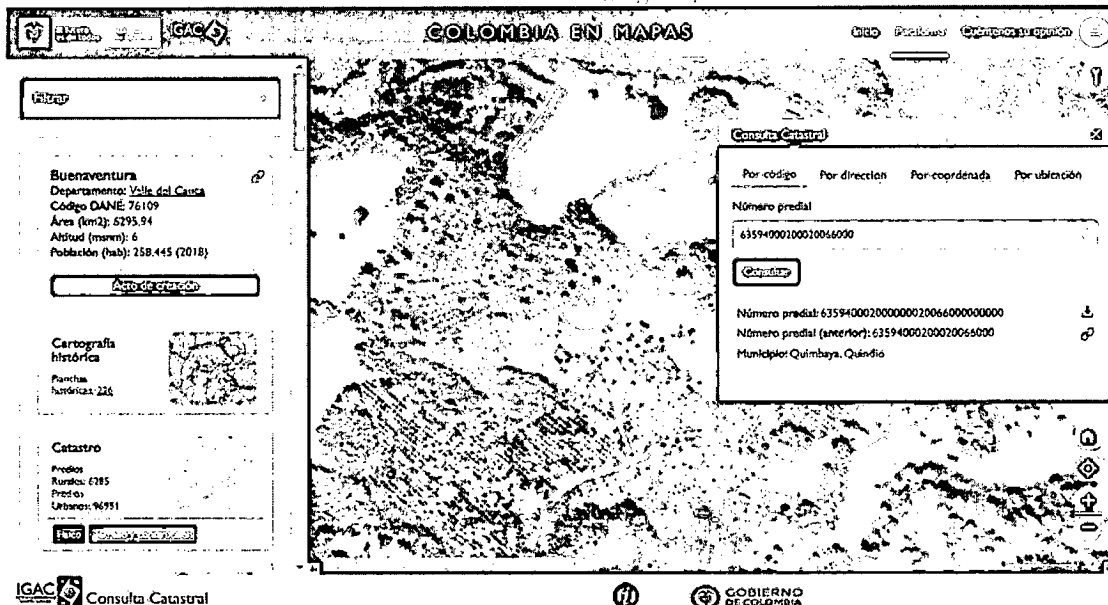 IGAC
COLOMBIA EN MAPAS
Inicio
Cuéntenos su opinión
Filtrar
Buenaventura
Departamento: Valle del Cauca
Código DANE: 76109
Área (km2): 6295.94
Altitud (msnm): 6
Población (hab): 258.445 (2018)
Acto de creación
Cartografía
histórica
Planchas
históricas: 236
Catastro
Predios
Rurales: 6285
Predios
Urbanos: 96951
Físico
Consulta Catastral
Por código
Por dirección
Por coordenada
Por ubicación
Número predial
63594000200020066000
Consultar
Número predial: 635940002000000020066000000000
Número predial (anterior): 63594000200020066000
Municipio: Quimbaya, Quindió
IGAC
Consulta Catastral
GOBIERNO
DE COLOMBIA